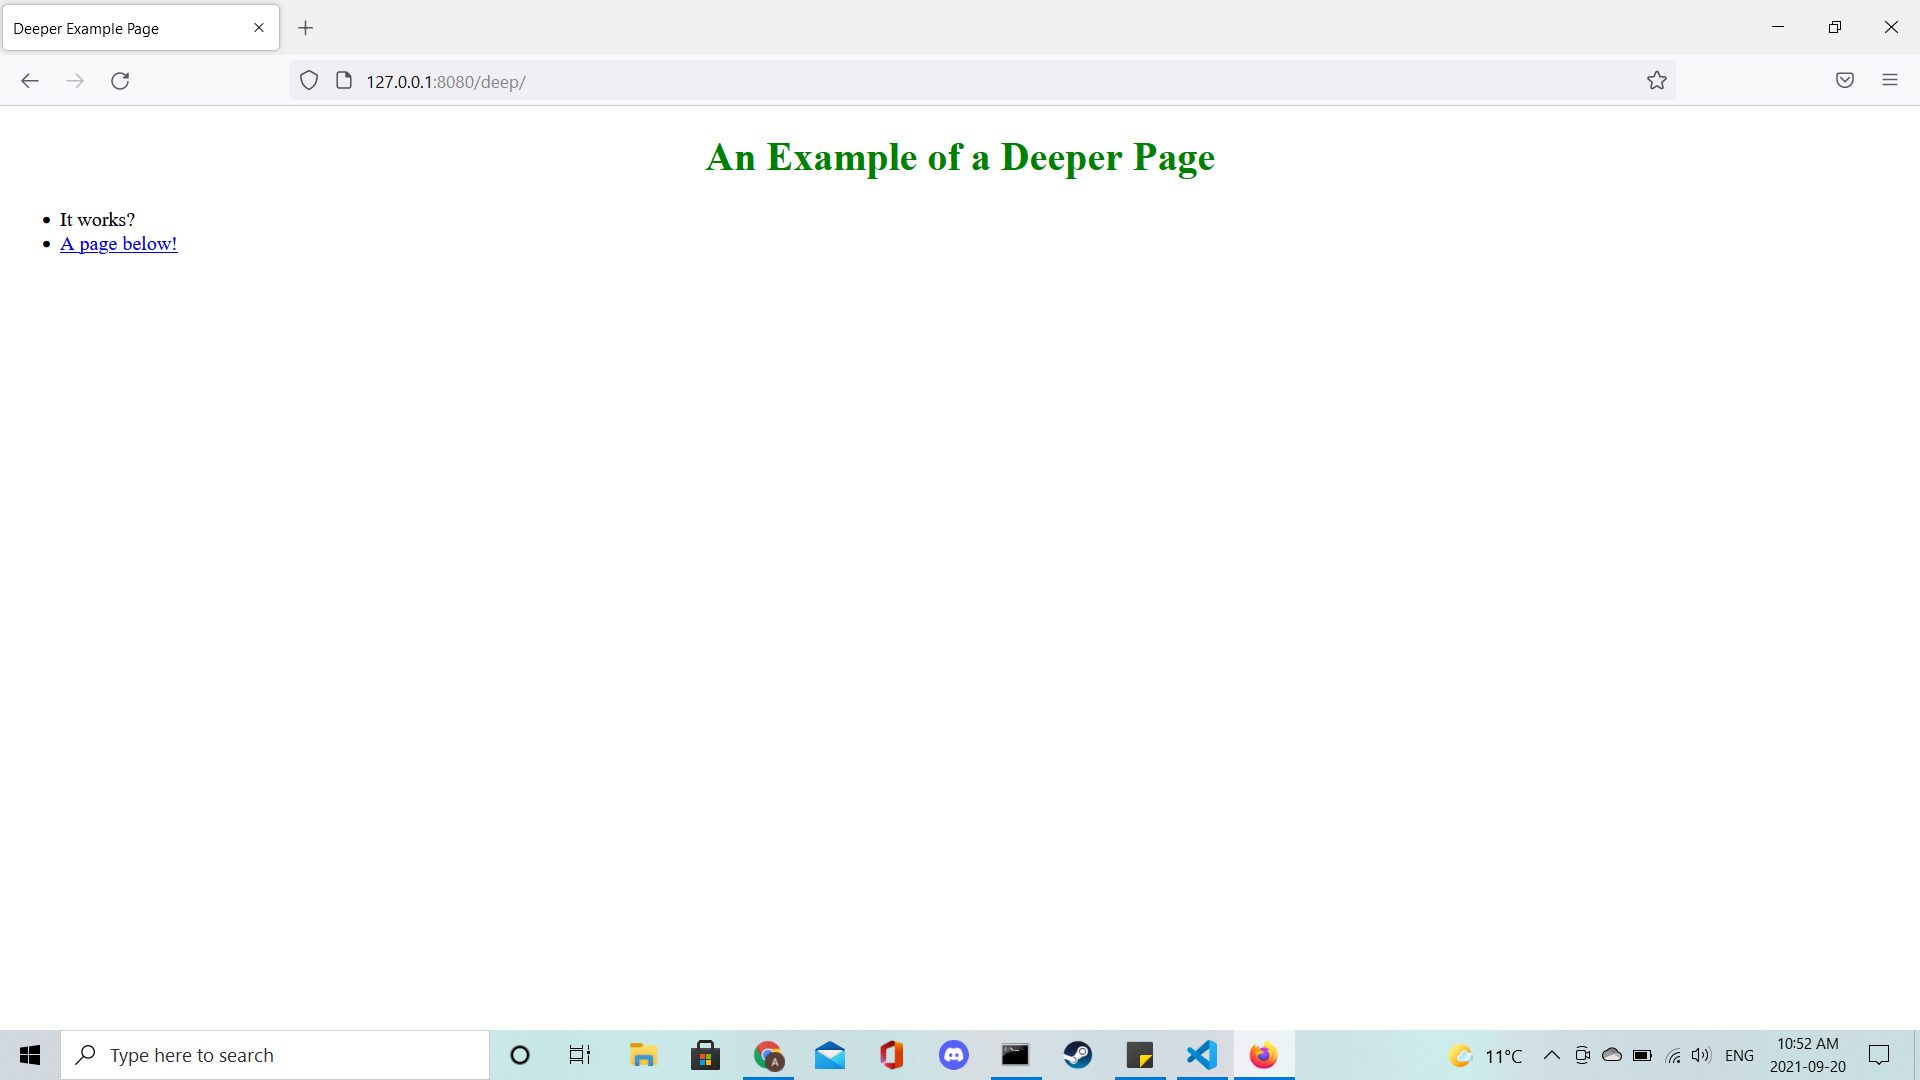 Deeper Example Page
127.0.0.1:8080/deep/
An Example of a Deeper Page
It works?
A page below!
Type here to search
A
11°C
ENG
10:52 AM
2021-09-20